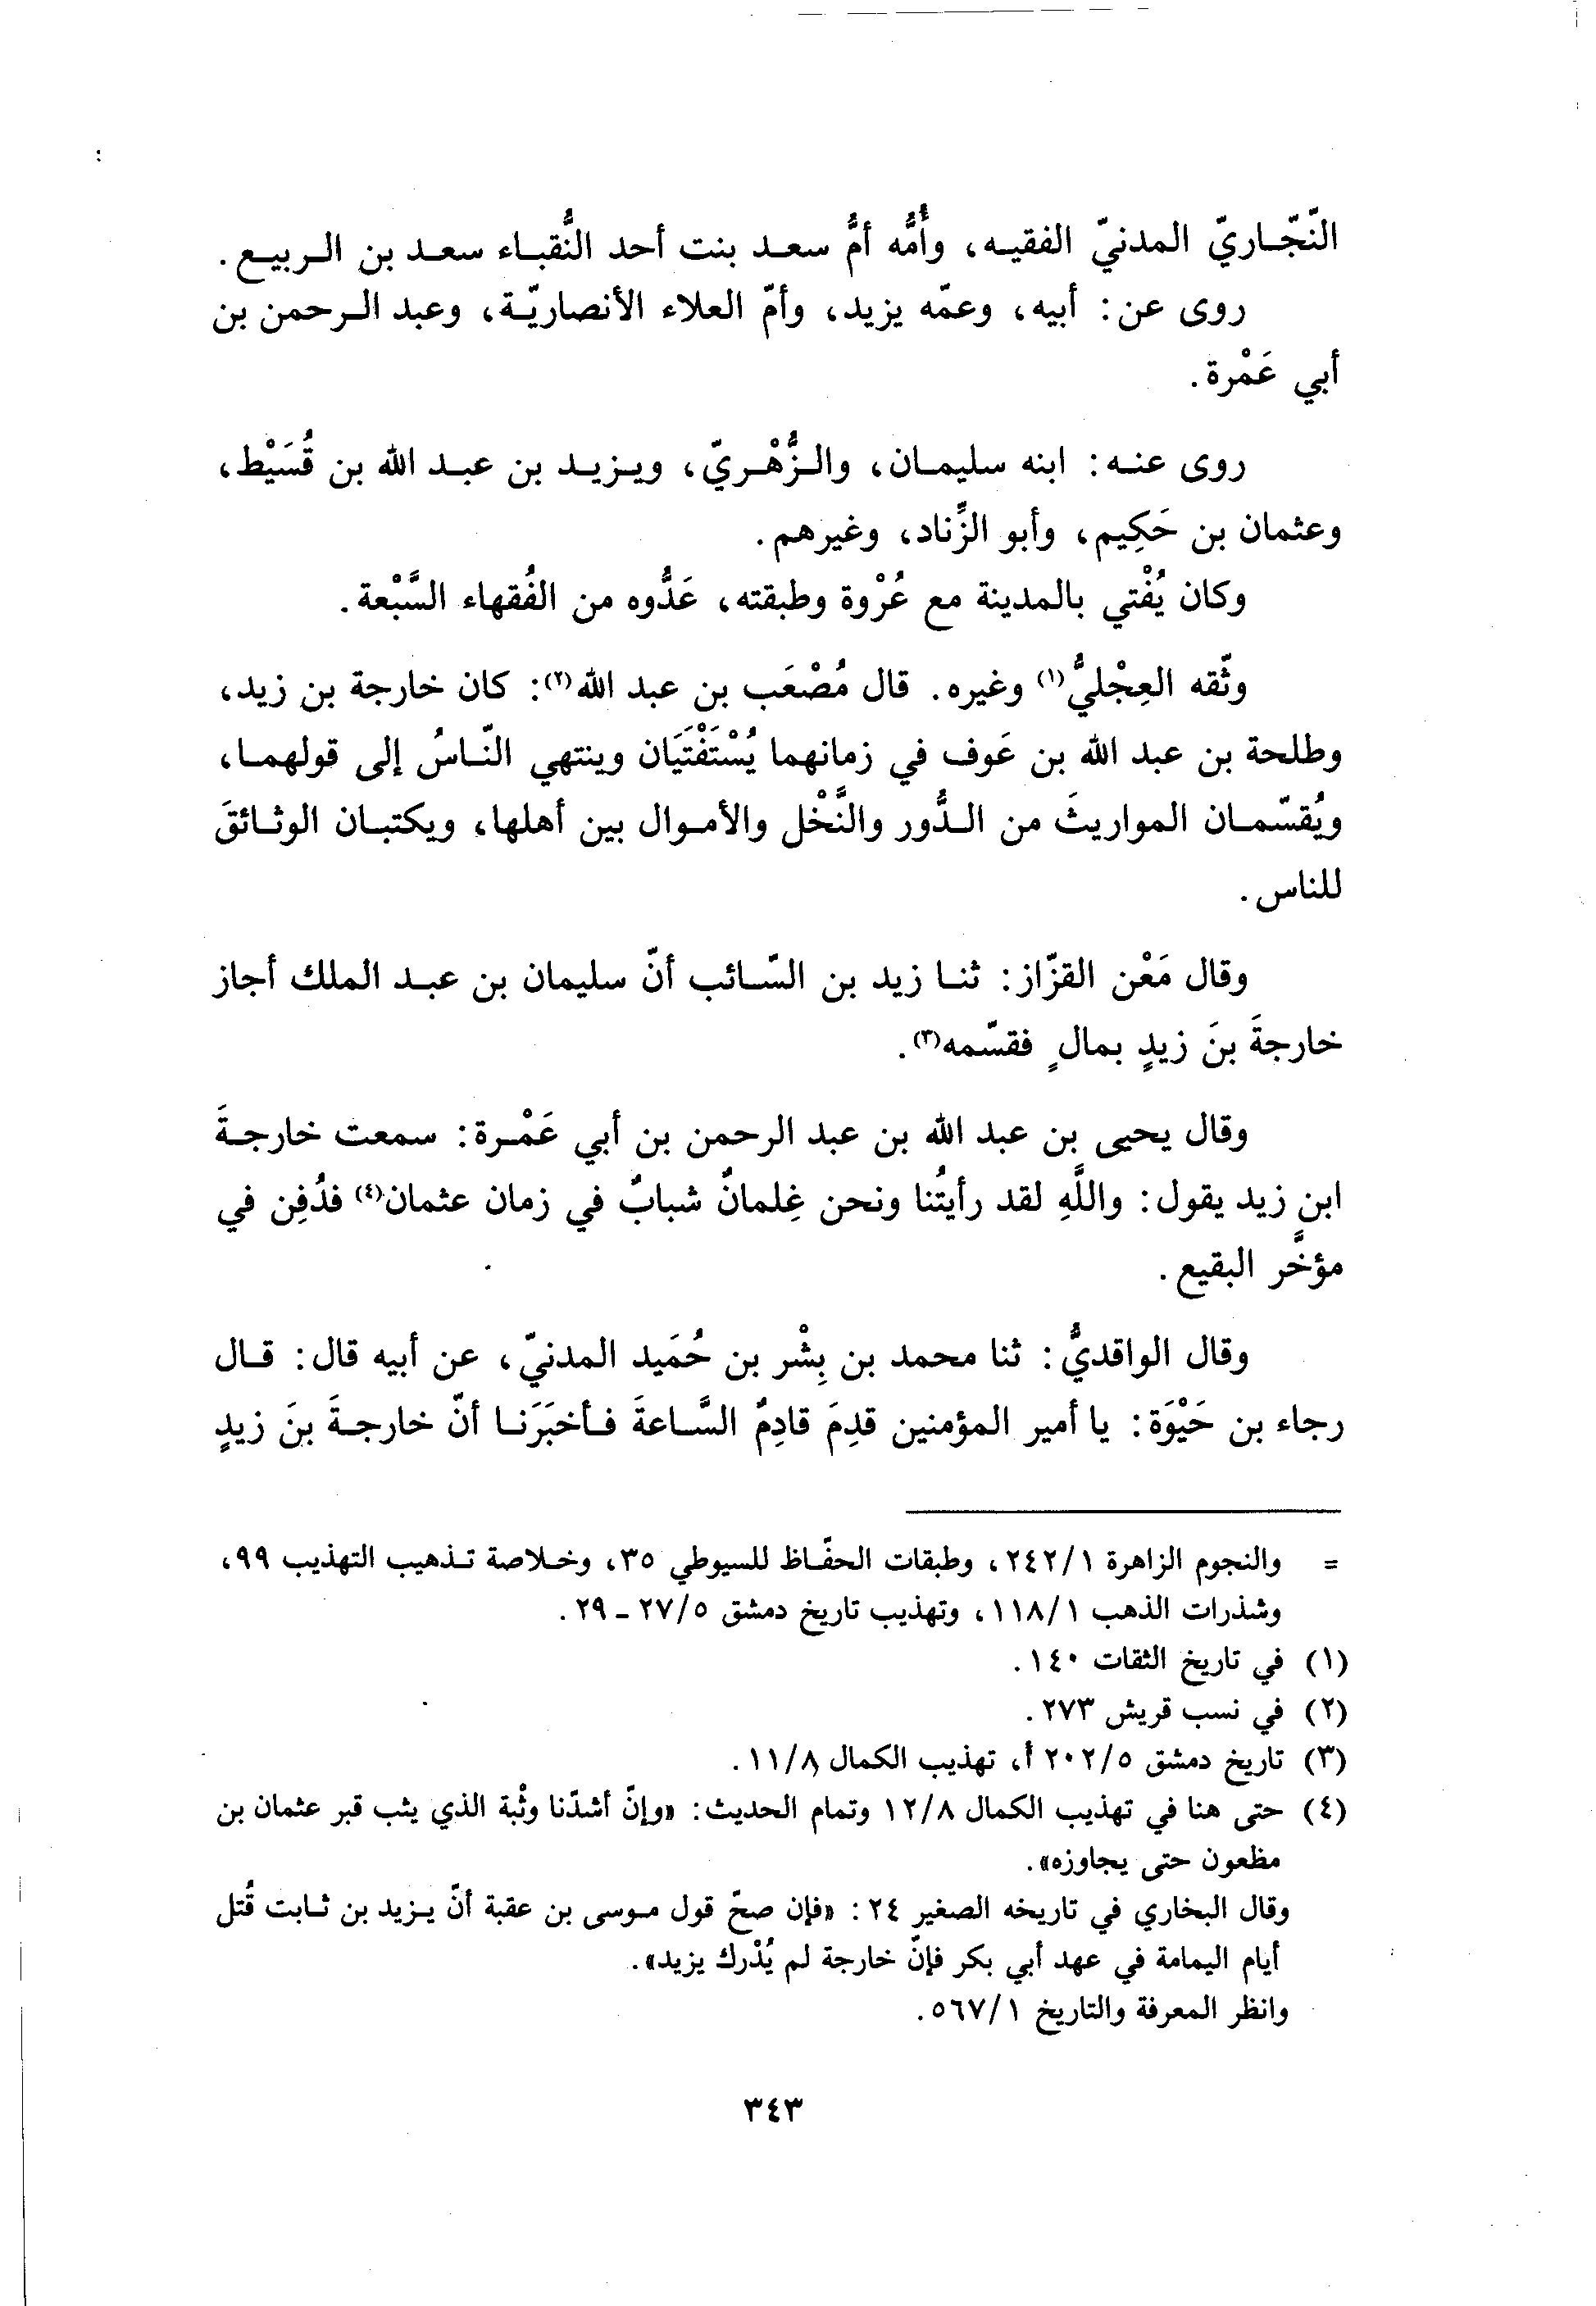 النّجّاريّ المدنيّ الفقيه، وأُمُّه أمُّ سعد بنت أحد النُّقباء سعد بن الربيع.
روى عن: أبيه، وعمّه يزيد، وأمّ العلاء الأنصاريّة، وعبد الرحمن بن
أبي عَمْرة.
روى عنه: ابنه سليمان، والزُّهْريّ، ويزيد بن عبد الله بن قُسَيْط،
وعثمان بن حَكِيم، وأبو الزِّناد، وغيرهم.
وكان يُفْتي بالمدينة مع عُرْوة وطبقته، عَدُّوه من الفُقهاء السَّبْعة.
وثّقه العِجْليُّ(١) وغيره. قال مُصْعَب بن عبد الله(٢): كان خارجة بن زيد،
وطلحة بن عبد الله بن عَوف في زمانهما يُسْتَفْتَيَان وينتهي النّاسُ إلى قولهما،
ويُقسّمان المواريثَ من الدُّور والنَّخْل والأموال بين أهلها، ويكتبان الوثائقَ
للناس.
وقال مَعْن القزّاز: ثنا زيد بن السّائب أنّ سليمان بن عبد الملك أجاز
خارجةَ بنَ زيدٍ بمالٍ فقسّمه(٣).
وقال يحيى بن عبد الله بن عبد الرحمن بن أبي عَمْرة: سمعت خارجةَ
ابن زيد يقول: واللَّهِ لقد رأيتُنا ونحن غِلمانٌ شبابٌ في زمان عثمان(٤) فدُفِن في
مؤخَّر البقيع.
وقال الواقديُّ: ثنا محمد بن بِشْر بن حُمَيد المدنيّ، عن أبيه قال: قال
رجاء بن حَيْوَة: يا أمير المؤمنين قدِمَ قادِمٌ السَّاعةَ فأخبَرَنا أنّ خارجةَ بنَ زيدٍ
= والنجوم الزاهرة ٢٤٢/١، وطبقات الحفّاظ للسيوطي ٣٥، وخلاصة تذهيب التهذيب ٩٩،
وشذرات الذهب ١١٨/١، وتهذيب تاريخ دمشق ٢٧/٥ ـ ٢٩.
(١) في تاريخ الثقات ١٤٠.
(٢) في نسب قريش ٢٧٣.
(٣) تاريخ دمشق ٢٠٢/٥ أ، تهذيب الكمال ١١/٨.
(٤) حتى هنا في تهذيب الكمال ١٢/٨ وتمام الحديث: «وإنّ أشدّنا وثْبة الذي يثب قبر عثمان بن
مظعون حتى يجاوزه».
وقال البخاري في تاريخه الصغير ٢٤: «فإن صحّ قول موسى بن عقبة أنّ يزيد بن ثابت قُتل
أيام اليمامة في عهد أبي بكر فإنّ خارجة لم يُدْرك يزيد».
وانظر المعرفة والتاريخ ٥٦٧/١.
٣٤٣